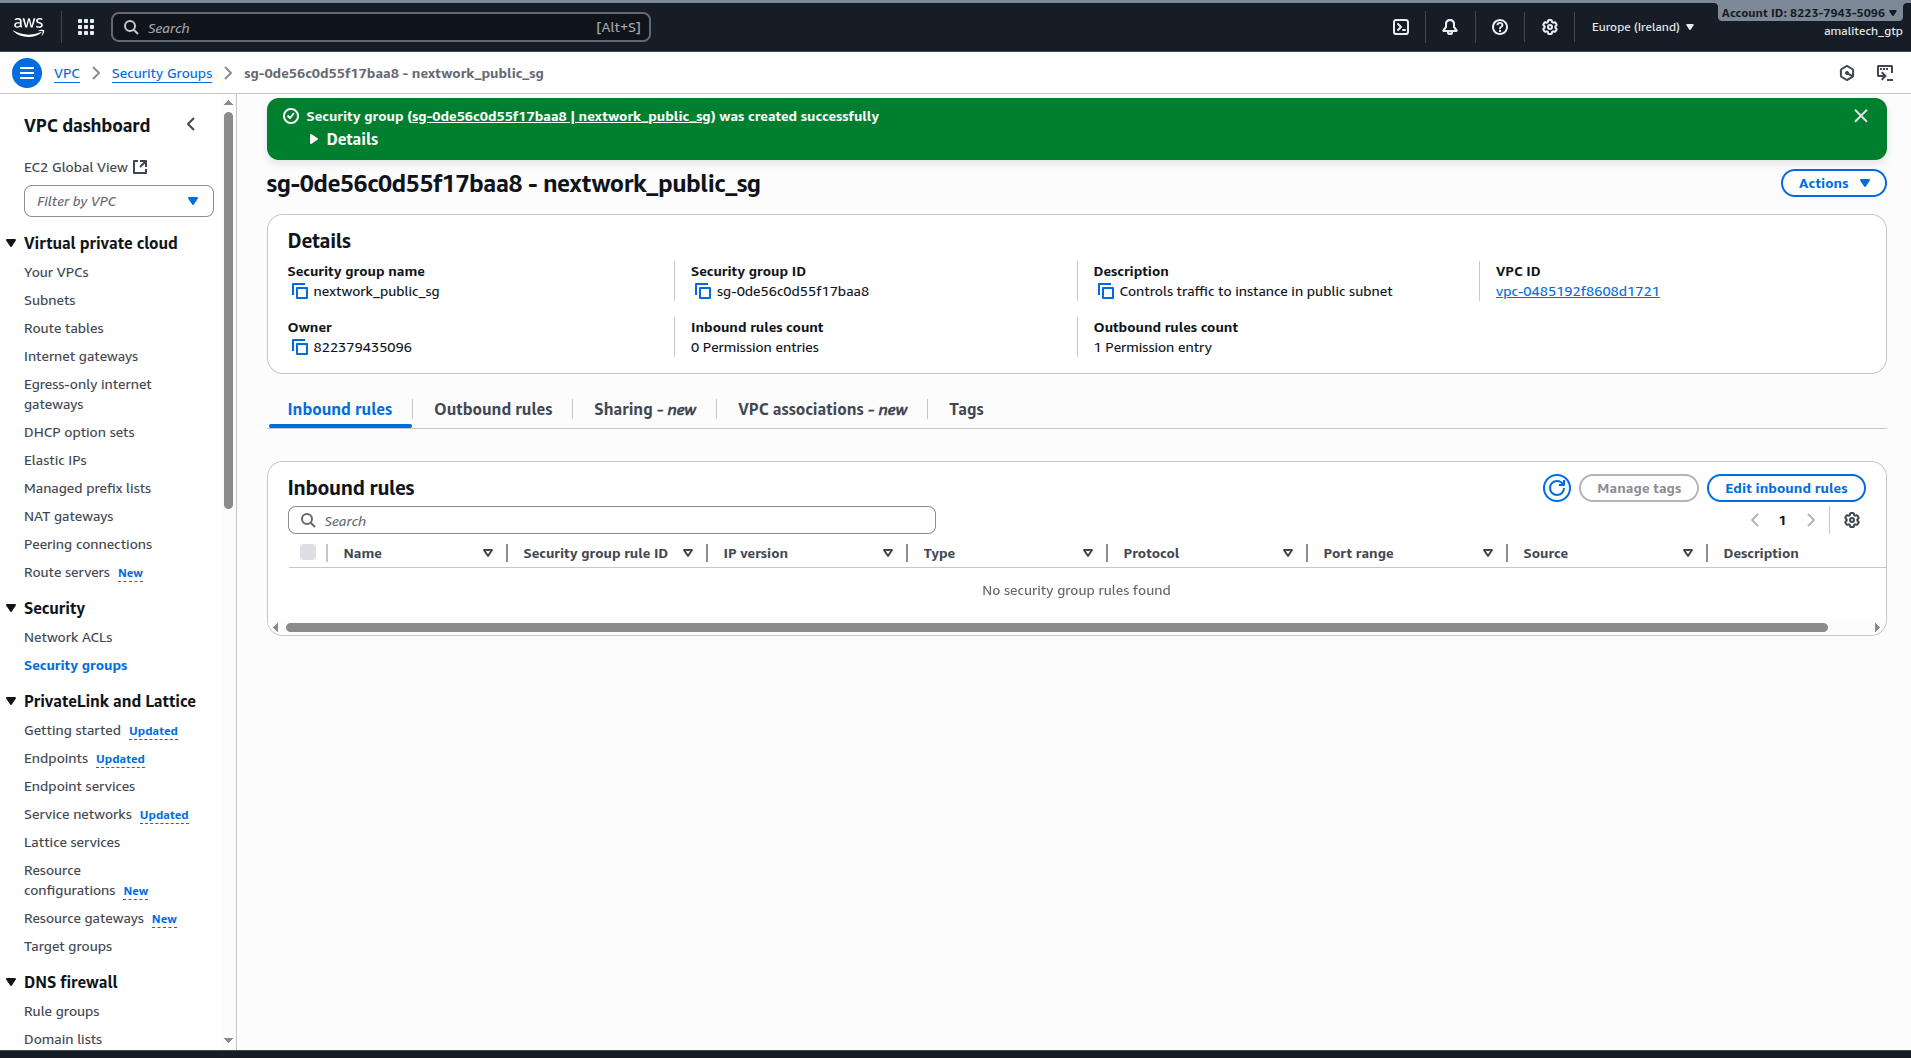 aws
Search
[Alt+S]
Europe (Ireland)
Account ID: 8223-7943-5096
amalitech_gtp
VPC
Security Groups
sg-0de56c0d55f17baa8 - nextwork_public_sg
VPC dashboard
EC2 Global View
Filter by VPC
Virtual private cloud
Your VPCs
Subnets
Route tables
Internet gateways
Egress-only internet
gateways
DHCP option sets
Elastic IPs
Managed prefix lists
NAT gateways
Peering connections
Route servers New
Security
Network ACLs
Security groups
PrivateLink and Lattice
Getting started Updated
Endpoints Updated
Endpoint services
Service networks Updated
Lattice services
Resource
configurations New
Resource gateways New
Target groups
DNS firewall
Rule groups
Domain lists
Security group (sg-0de56c0d55f17baa8 | nextwork_public_sg) was created successfully
Details
sg-0de56c0d55f17baa8 - nextwork_public_sg
Actions
Details
Security group name
nextwork_public_sg
Security group ID
sg-0de56c0d55f17baa8
Description
Controls traffic to instance in public subnet
VPC ID
vpc-0485192f8608d1721
Owner
822379435096
Inbound rules count
0 Permission entries
Outbound rules count
1 Permission entry
Inbound rules
Outbound rules
Sharing - new
VPC associations - new
Tags
Inbound rules
Manage tags
Edit inbound rules
Search
1
Name
Security group rule ID
IP version
Type
Protocol
Port range
Source
Description
No security group rules found